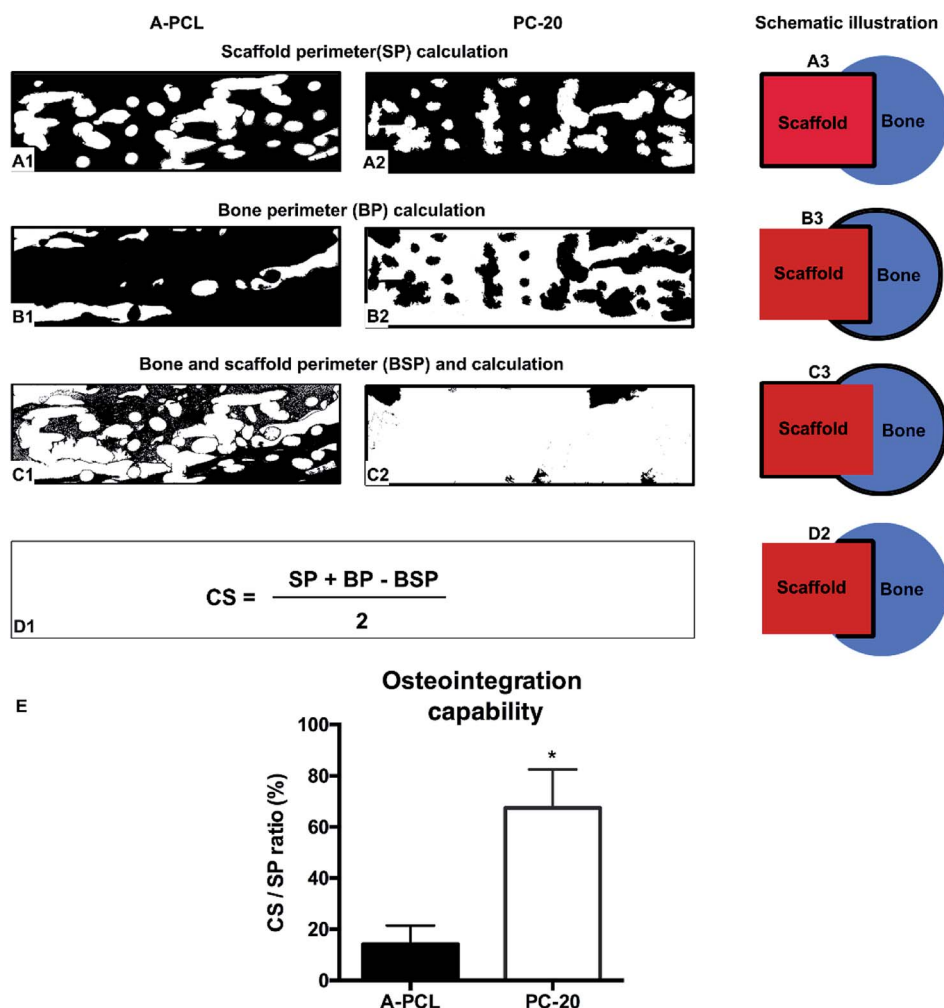 A-PCL
PC-20
Schematic illustration
Scaffold perimeter(SP) calculation
A1
A2
A3
Scaffold
Bone
Bone perimeter (BP) calculation
B1
B2
B3
Scaffold
Bone
Bone and scaffold perimeter (BSP) and calculation
C1
C2
C3
Scaffold
Bone
CS = SP + BP - BSP
2
D1
D2
Scaffold
Bone
E
Osteointegration
capability
CS / SP ratio (%)
100
80
60
40
20
0
*
A-PCL
PC-20